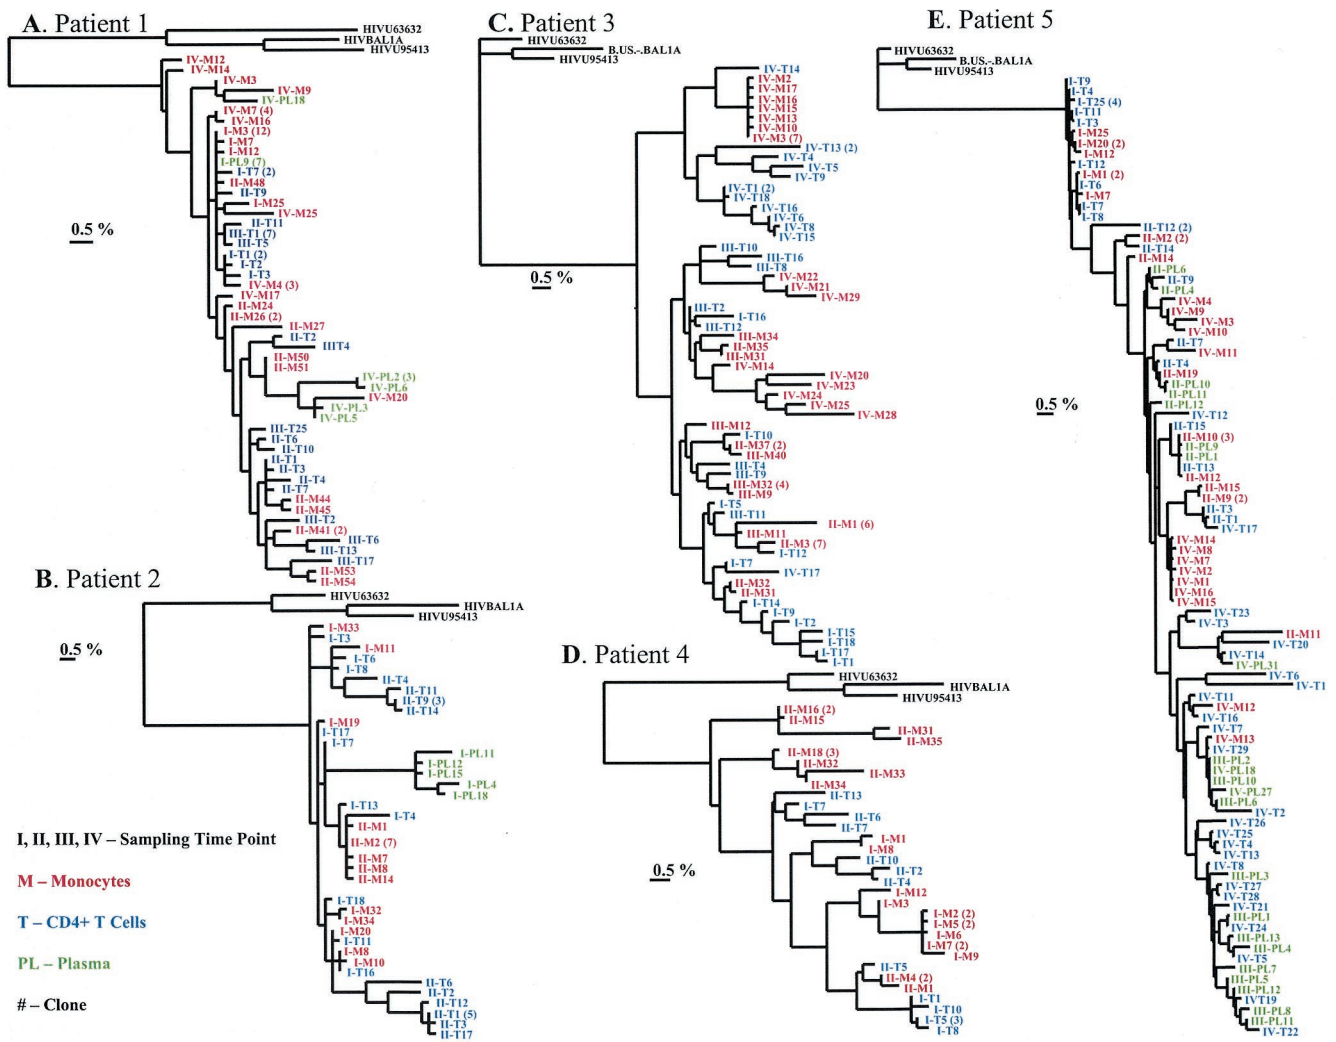 A. Patient 1
HIVU63632
HIVBAL1A
HIVU95413
IV-M12
IV-M14
IV-M3
IV-M9
IV-PL18
IV-M7 (4)
IV-M16
I-M3 (12)
I-M7
I-M12
I-PL9 (7)
I-T7 (2)
II-M48
II-T9
I-M25
IV-M25
II-T11
III-T1 (7)
III-T5
I-T1 (2)
I-T2
I-T3
IV-M4 (3)
IV-M17
II-M24
II-M26 (2)
II-M27
II-T2
IIIT4
II-M50
II-M51
IV-PL2 (3)
IV-PL6
IV-M20
IV-PL3
IV-PL5
III-T25
II-T6
II-T10
II-T1
II-T3
II-T4
II-T7
II-M44
II-M45
III-T2
II-M41 (2)
III-T6
III-T13
III-T17
II-M53
II-M54
0.5 %
B. Patient 2
HIVU63632
HIVBAL1A
HIVU95413
0.5 %
I-M33
I-T3
I-M11
I-T6
I-T8
II-T4
II-T11
II-T9 (3)
II-T14
I-M19
I-T17
I-T7
I-PL11
I-PL12
I-PL15
I-PL4
I-PL18
I-T13
I-T4
II-M1
II-M2 (7)
II-M7
II-M8
II-M14
I-T18
I-M32
I-M34
I-M20
I-T11
I-M8
I-M10
I-T16
II-T6
II-T2
II-T12
II-T1 (5)
II-T3
II-T17
I, II, III, IV – Sampling Time Point
M – Monocytes
T – CD4+ T Cells
PL – Plasma
# – Clone
C. Patient 3
HIVU63632
B.US.-.BAL1A
HIVU95413
IV-T14
IV-M2
IV-M17
IV-M16
IV-M15
IV-M13
IV-M10
IV-M3 (7)
IV-T13 (2)
IV-T4
IV-T5
IV-T9
IV-T1 (2)
IV-T18
IV-T16
IV-T6
IV-T8
IV-T15
III-T10
III-T16
III-T8
IV-M22
IV-M21
IV-M29
III-T2
I-T16
III-T12
III-M34
II-M35
III-M31
IV-M14
IV-M20
IV-M23
IV-M24
IV-M25
IV-M28
III-M12
I-T10
II-M37 (2)
III-M40
III-T4
III-T9
III-M32 (4)
III-M9
I-T5
III-T11
II-M1 (6)
III-M11
II-M3 (7)
I-T12
I-T7
IV-T17
II-M32
II-M31
I-T14
I-T9
I-T2
I-T15
I-T18
I-T17
I-T1
0.5 %
D. Patient 4
HIVU63632
HIVBAL1A
HIVU95413
II-M16 (2)
II-M15
II-M31
II-M35
II-M18 (3)
II-M32
II-M33
II-M34
II-T13
I-T7
II-T6
II-T7
I-M1
I-M8
II-T10
II-T2
II-T4
I-M12
I-M3
I-M2 (2)
I-M5 (2)
I-M6
I-M7 (2)
I-M9
II-T5
II-M4 (2)
II-M1
I-T1
I-T10
I-T5 (3)
I-T8
0.5 %
E. Patient 5
HIVU63632
B.US.-.BAL1A
HIVU95413
I-T9
I-T4
I-T25 (4)
I-T11
I-T3
I-M25
I-M20 (2)
I-M12
I-T12
I-M1 (2)
I-T6
I-M7
I-T7
I-T8
II-T12 (2)
II-M2 (2)
II-T14
II-M14
II-PL6
II-T9
II-PL4
IV-M4
IV-M9
IV-M3
IV-M10
II-T7
IV-M11
II-T4
II-M19
II-PL10
II-PL11
II-PL12
IV-T12
II-T15
II-M10 (3)
II-PL9
II-PL1
II-T13
II-M12
II-M15
II-M9 (2)
II-T3
II-T1
IV-T17
IV-M14
IV-M8
IV-M7
IV-M2
IV-M1
IV-M16
IV-M15
IV-T23
IV-T3
II-M11
IV-T20
IV-T14
IV-PL31
IV-T6
IV-T1
IV-T11
IV-M12
IV-T16
IV-T7
IV-M13
IV-T29
III-PL2
IV-PL18
III-PL10
IV-PL27
III-PL6
IV-T2
IV-T26
IV-T25
IV-T4
IV-T13
IV-T8
III-PL3
IV-T27
IV-T28
IV-T21
III-PL1
IV-T24
III-PL13
III-PL4
IV-T5
III-PL7
III-PL5
III-PL12
IVT19
III-PL8
III-PL11
IV-T22
0.5 %